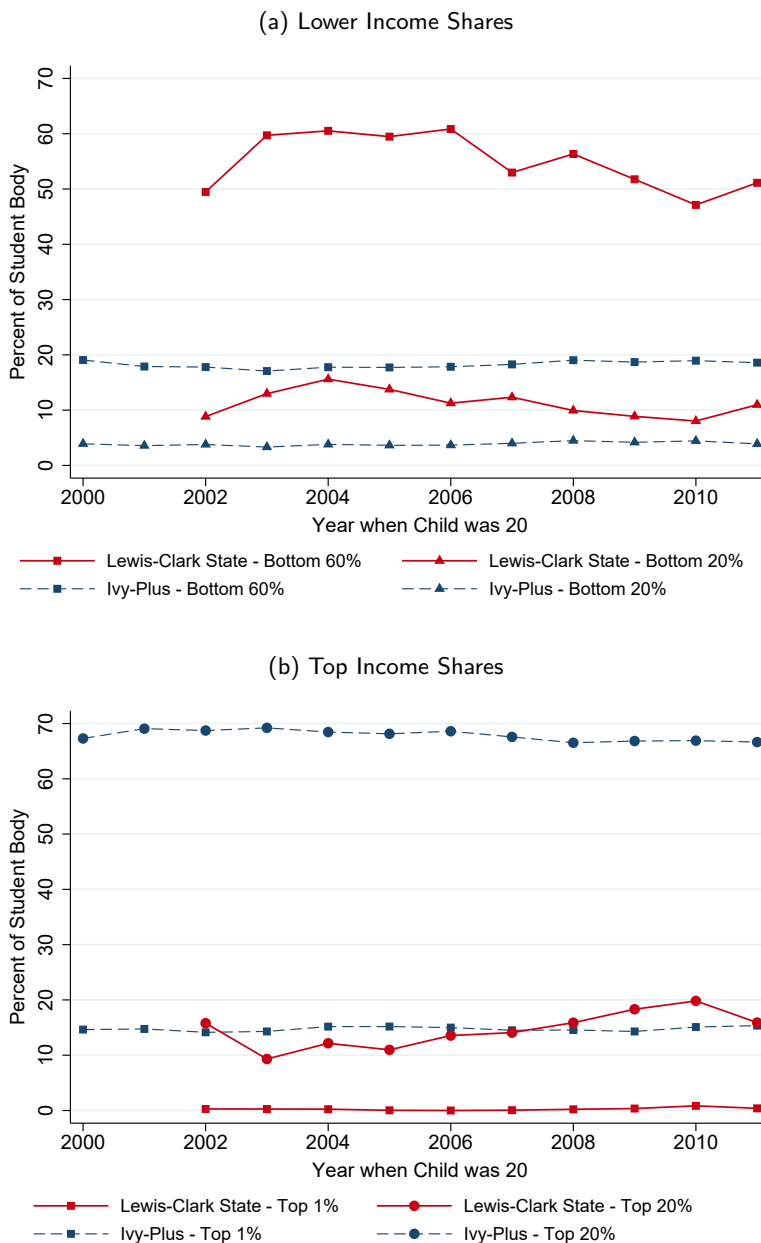 (a) Lower Income Shares
70
60
50
40
30
20
10
0
Percent of Student Body
2000 2002 2004 2006 2008 2010
Year when Child was 20
Lewis-Clark State - Bottom 60% Lewis-Clark State - Bottom 20%
Ivy-Plus - Bottom 60% Ivy-Plus - Bottom 20%
(b) Top Income Shares
70
60
50
40
30
20
10
0
Percent of Student Body
2000 2002 2004 2006 2008 2010
Year when Child was 20
Lewis-Clark State - Top 1% Lewis-Clark State - Top 20%
Ivy-Plus - Top 1% Ivy-Plus - Top 20%